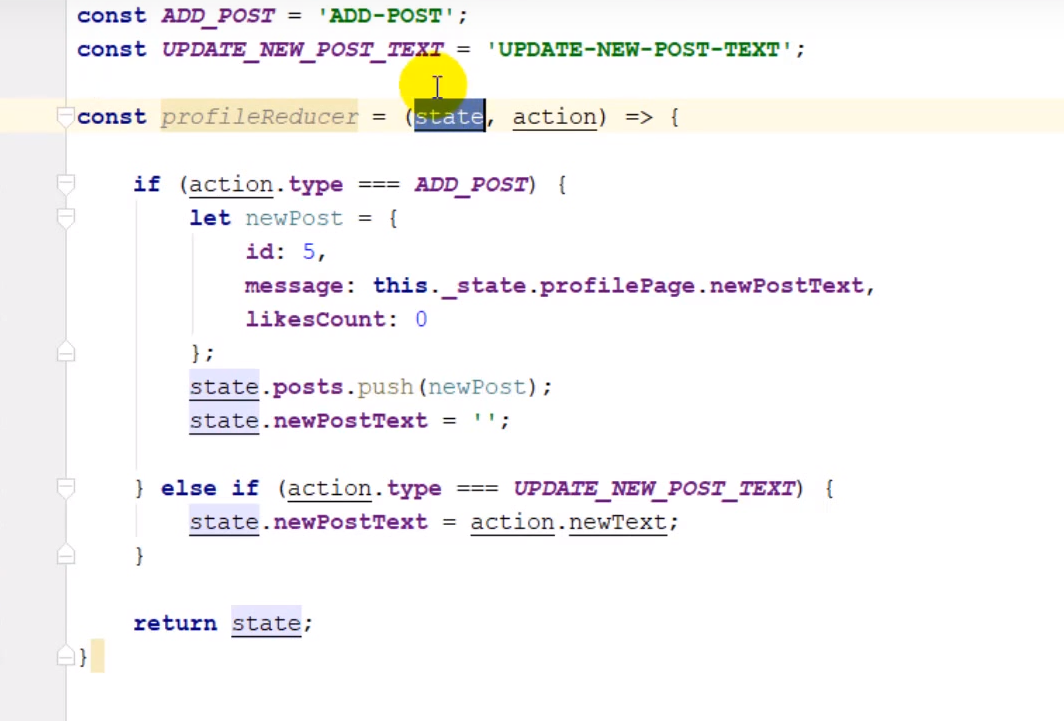 const ADD_POST = 'ADD-POST';
const UPDATE_NEW_POST_TEXT = 'UPDATE-NEW-POST-TEXT';
const profileReducer = (state, action) => {
if (action.type === ADD_POST) {
let newPost = {
id: 5,
message: this._state.profilePage.newPostText,
likesCount: 0
};
state.posts.push(newPost);
state.newPostText = '';
} else if (action.type === UPDATE_NEW_POST_TEXT) {
state.newPostText = action.newText;
}
return state;
}